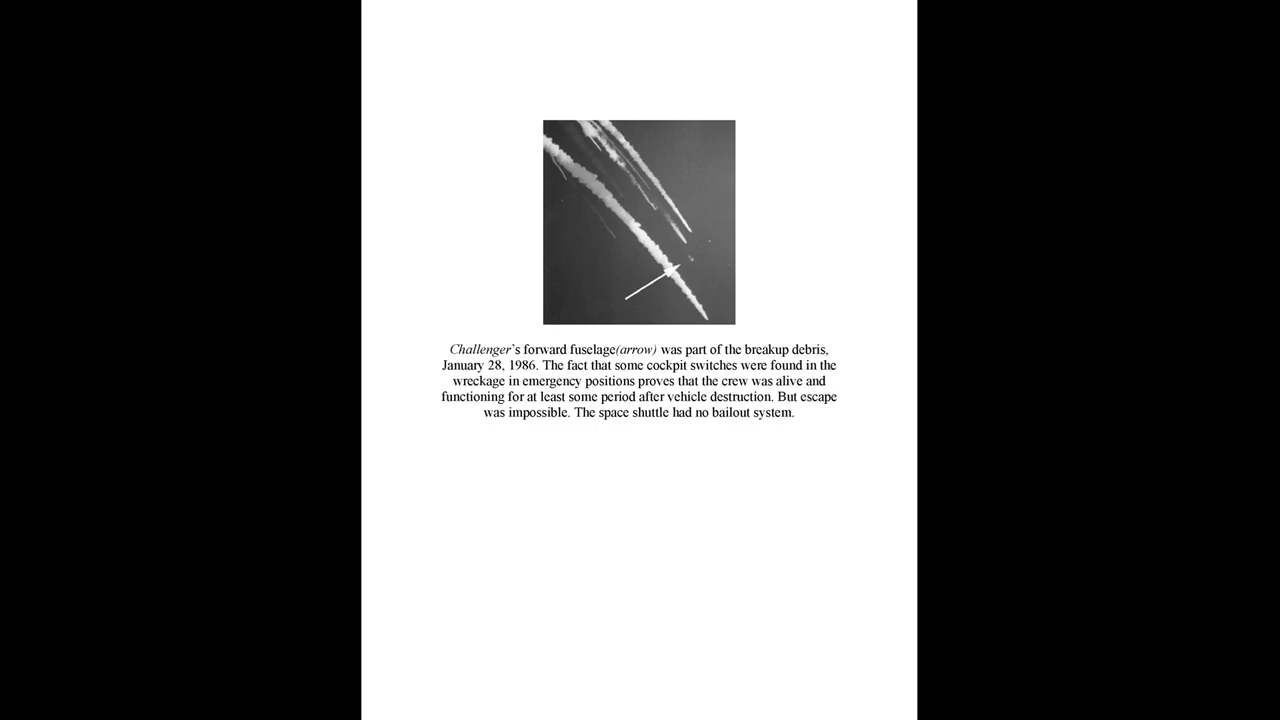 Challenger's forward fuselage(arrow) was part of the breakup debris,
January 28, 1986. The fact that some cockpit switches were found in the
wreckage in emergency positions proves that the crew was alive and
functioning for at least some period after vehicle destruction. But escape
was impossible. The space shuttle had no bailout system.